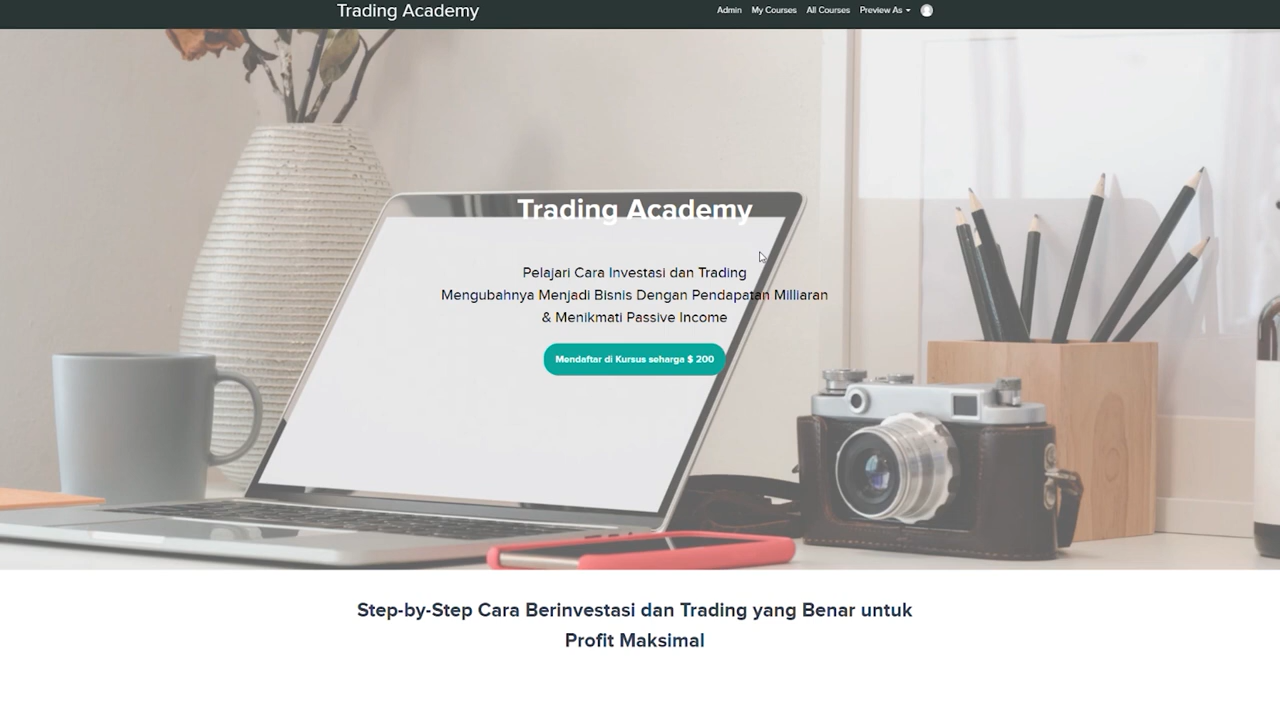 Trading Academy
Admin My Courses All Courses Preview As
Trading Academy
Pelajari Cara Investasi dan Trading
Mengubahnya Menjadi Bisnis Dengan Pendapatan Milliaran
& Menikmati Passive Income
Mendaftar di Kursus seharga $ 200
Step-by-Step Cara Berinvestasi dan Trading yang Benar untuk
Profit Maksimal